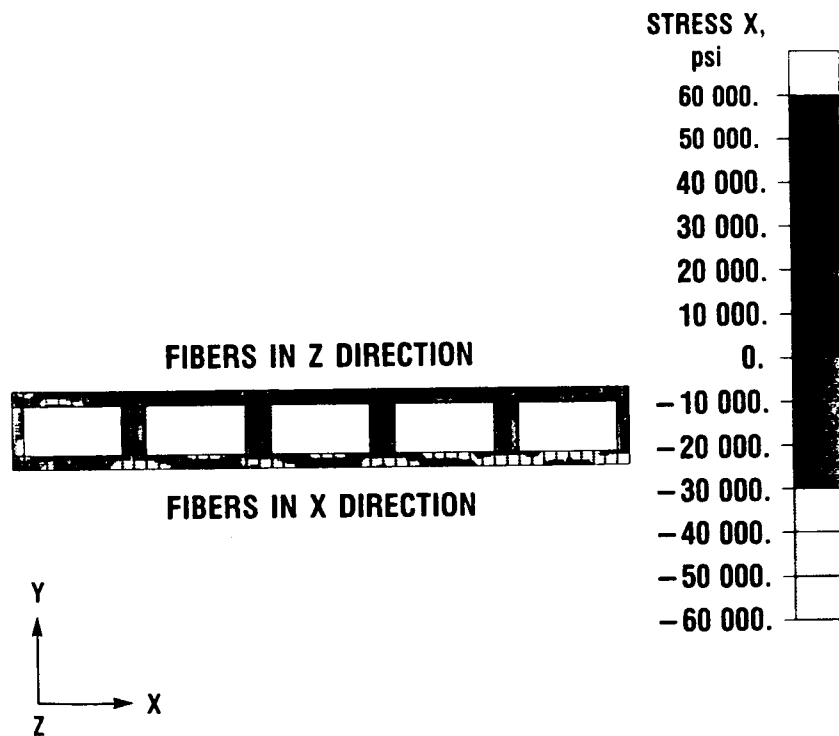 STRESS X,
psi
60 000.
50 000.
40 000.
30 000.
20 000.
10 000.
0.
−10 000.
−20 000.
−30 000.
−40 000.
−50 000.
−60 000.
FIBERS IN Z DIRECTION
FIBERS IN X DIRECTION
Y
X
Z